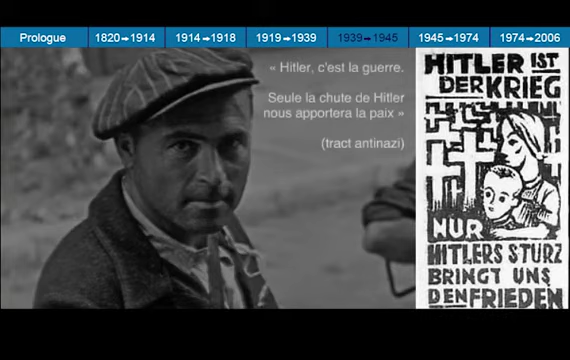 Prologue
1820➞1914
1914➞1918
1919➞1939
1939➞1945
1945➞1974
1974➞2006
« Hitler, c'est la guerre.
Seule la chute de Hitler
nous apportera la paix »
(tract antinazi)
HITLER IST
DER KRIEG
NUR
HITLERS STURZ
BRINGT UNS
DEN FRIEDEN